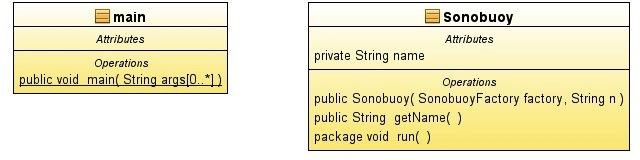 main
Attributes
Operations
public void main( String args[0..*] )
Sonobuoy
Attributes
private String name
Operations
public Sonobuoy( SonobuoyFactory factory, String n )
public String getName( )
package void run( )